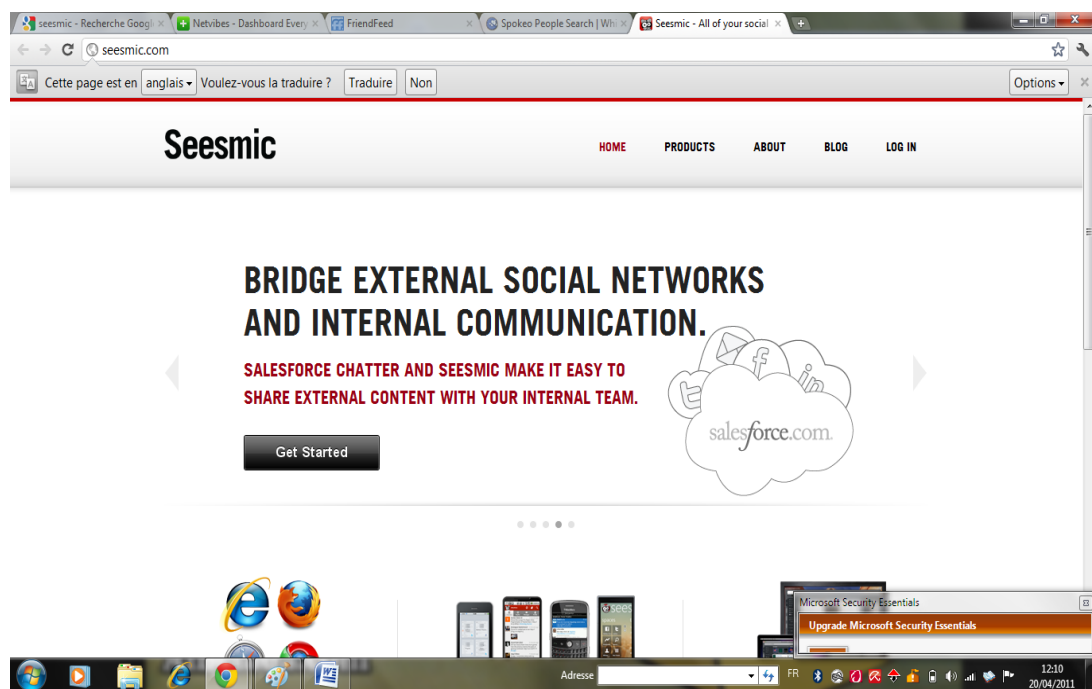 seesmic - Recherche Googl
Netvibes - Dashboard Every
FriendFeed
Spokeo People Search | Whi
Seesmic - All of your social
seesmic.com
Cette page est en anglais Voulez-vous la traduire ? Traduire Non Options
Seesmic
HOME PRODUCTS ABOUT BLOG LOG IN
BRIDGE EXTERNAL SOCIAL NETWORKS
AND INTERNAL COMMUNICATION.
SALESFORCE CHATTER AND SEESMIC MAKE IT EASY TO
SHARE EXTERNAL CONTENT WITH YOUR INTERNAL TEAM.
salesforce.com
Get Started
Microsoft Security Essentials
Upgrade Microsoft Security Essentials
Adresse FR 12:10
20/04/2011